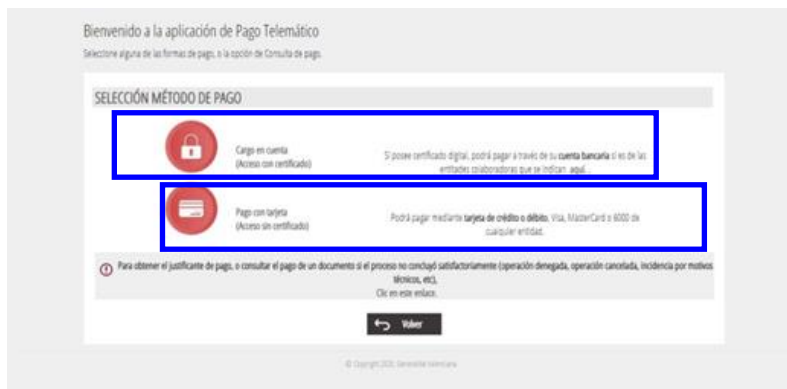 Bienvenido a la aplicación de Pago Telemático
Seleccione alguna de las formas de pago, o la opción de Consulta de pago.
SELECCIÓN MÉTODO DE PAGO
Cargo en cuenta
(Acceso con certificado)
Si posee certificado digital, podrá pagar a través de su cuenta bancaria si es de las
entidades colaboradoras que se indican aquí.
Pago con tarjeta
(Acceso sin certificado)
Podrá pagar mediante tarjeta de crédito o débito, Visa, MasterCard o 6000 de
cualquier entidad.
Para obtener el justificante de pago, o consultar el pago de un documento si el proceso no concluyó satisfactoriamente (operación denegada, operación cancelada, incidencia por motivos
técnicos, etc),
Clic en este enlace.
Volver
© Copyright 2020, Generalitat Valenciana.